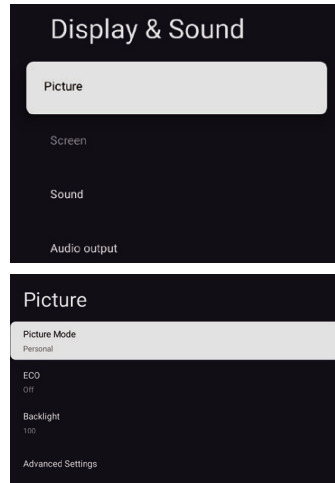 Display & Sound
Picture
Screen
Sound
Audio output
Picture
Picture Mode
Personal
ECO
Off
Backlight
100
Advanced Settings